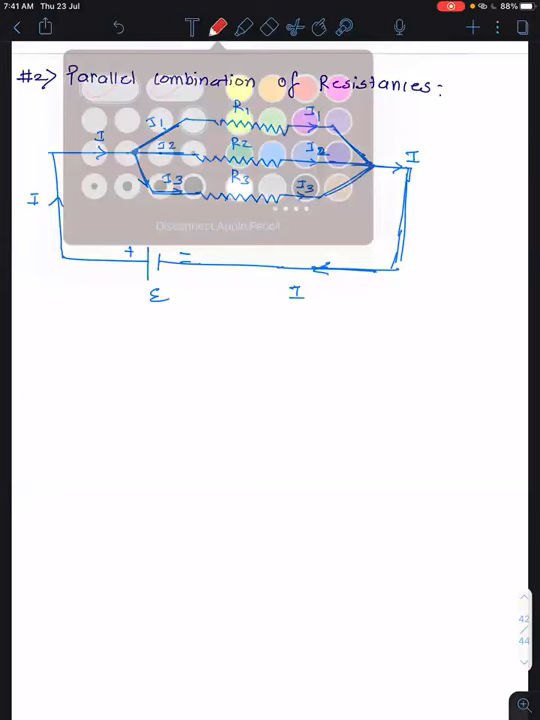 7:41 AM Thu 23 Jul
88%
#2> Parallel combination of Resistances:
R1
I
I1
I1
I2
R2
I2
I
I3
R3
I3
I
Disconnect Apple Pencil
+
=
ε
I
42
/
44